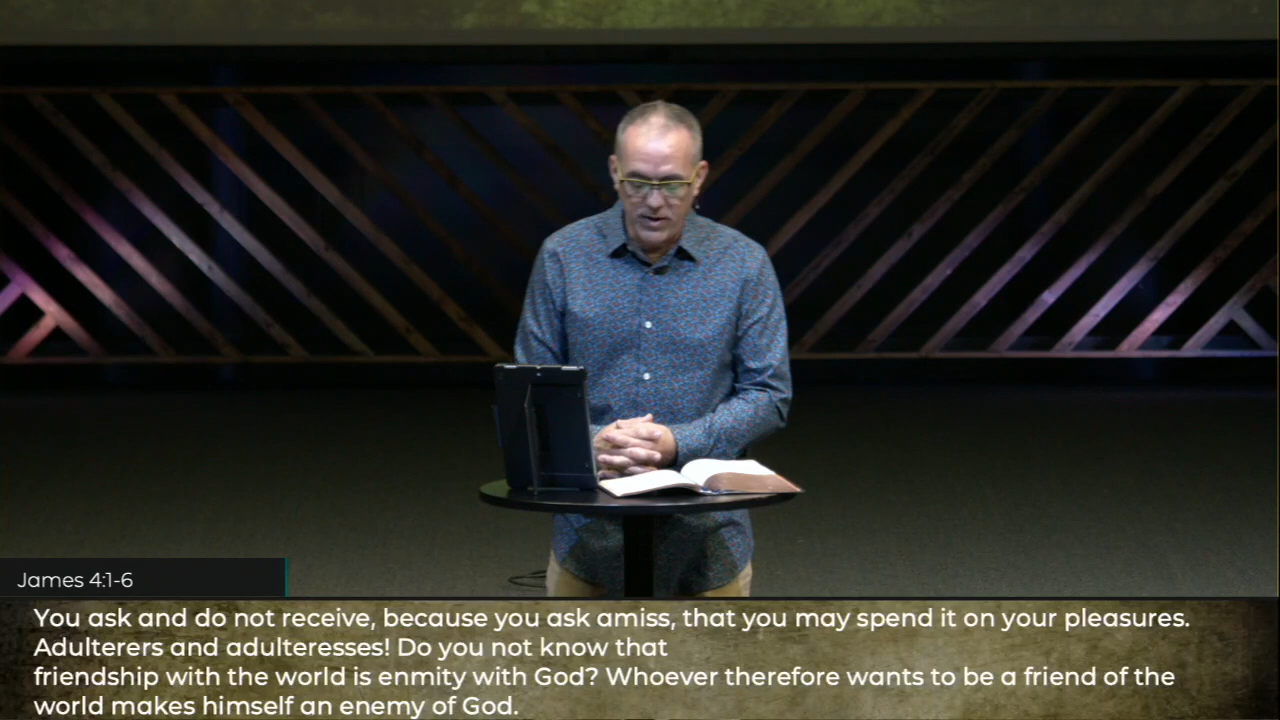 James 4:1-6
You ask and do not receive, because you ask amiss, that you may spend it on your pleasures.
Adulterers and adulteresses! Do you not know that
friendship with the world is enmity with God? Whoever therefore wants to be a friend of the
world makes himself an enemy of God.